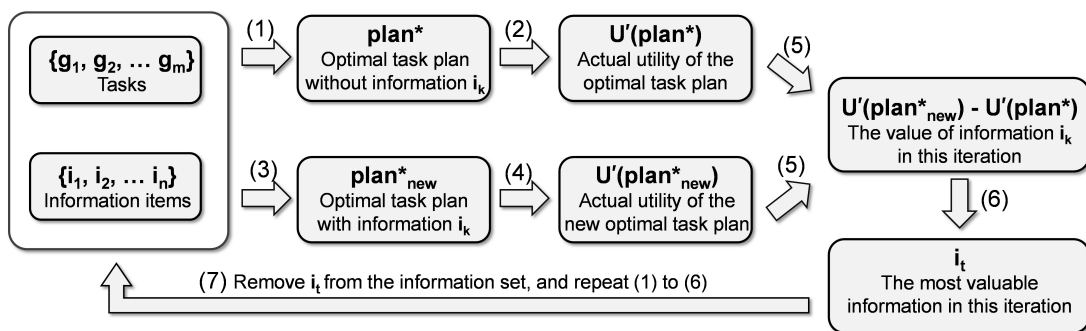 {g1, g2, … gm}
Tasks
{i1, i2, … in}
Information items
(1)
plan*
Optimal task plan
without information ik
(2)
U′(plan*)
Actual utility of the
optimal task plan
(5)
(3)
plan*new
Optimal task plan
with information ik
(4)
U′(plan*new)
Actual utility of the
new optimal task plan
(5)
U′(plan*new) - U′(plan*)
The value of information ik
in this iteration
(6)
it
The most valuable
information in this iteration
(7) Remove it from the information set, and repeat (1) to (6)